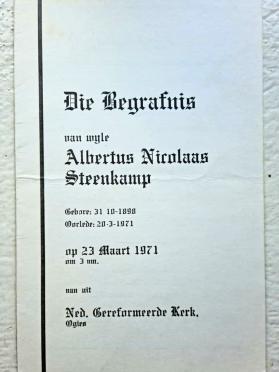 Die Begrafnis
van wyle
Albertus Nicolaas
Steenkamp
Gebore: 31 10-1898
Oorlede: 20-3-1971
op 23 Maart 1971
om 3 nm.
nun uit
Ned. Gereformeerde Kerk,
Ogies